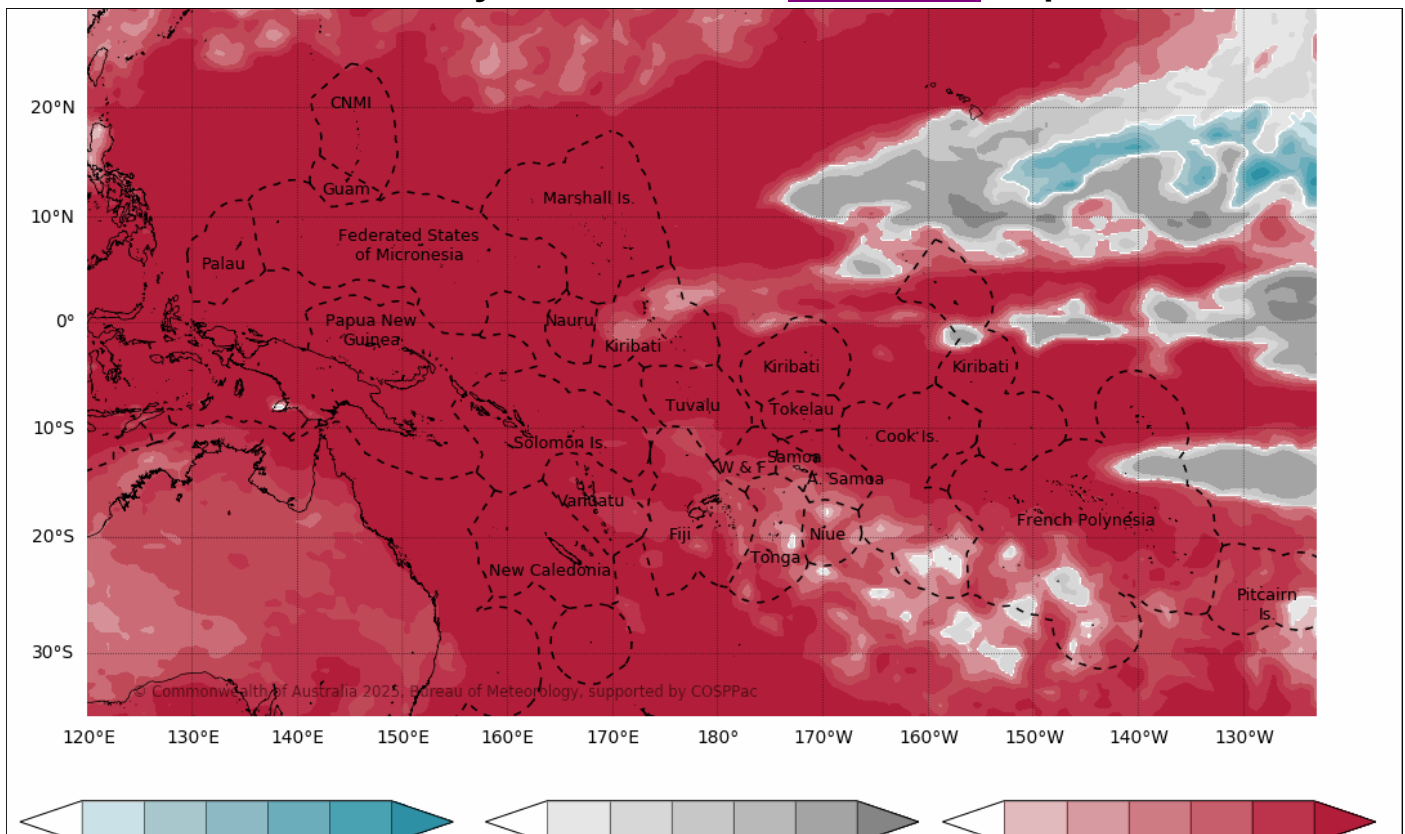 20°N
10°N
0°
10°S
20°S
30°S
CNMI
Guam
Marshall Is.
Federated States
of Micronesia
Palau
Papua New
Guinea
Nauru
Kiribati
Kiribati
Kiribati
Tuvalu
Tokelau
Solomon Is.
Cook Is.
W & F
Samoa
A. Samoa
Vanuatu
Fiji
Niue
French Polynesia
Tonga
New Caledonia
Pitcairn
Is.
© Commonwealth of Australia 2025, Bureau of Meteorology, supported by COSPPac
120°E 130°E 140°E 150°E 160°E 170°E 180° 170°W 160°W 150°W 140°W 130°W